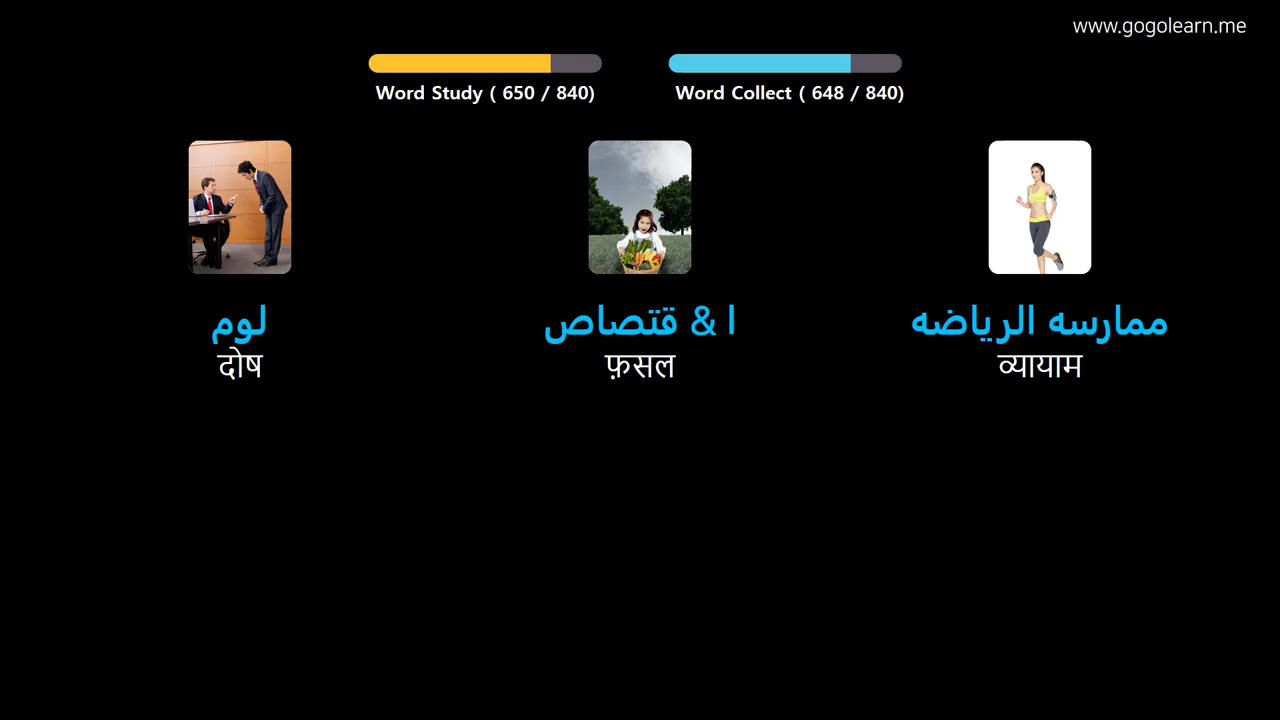 www.gogolearn.me
Word Study ( 650 / 840)
Word Collect ( 648 / 840)
لوم
दोष
ا & قتصاص
फ़सल
ممارسه الرياضه
व्यायाम